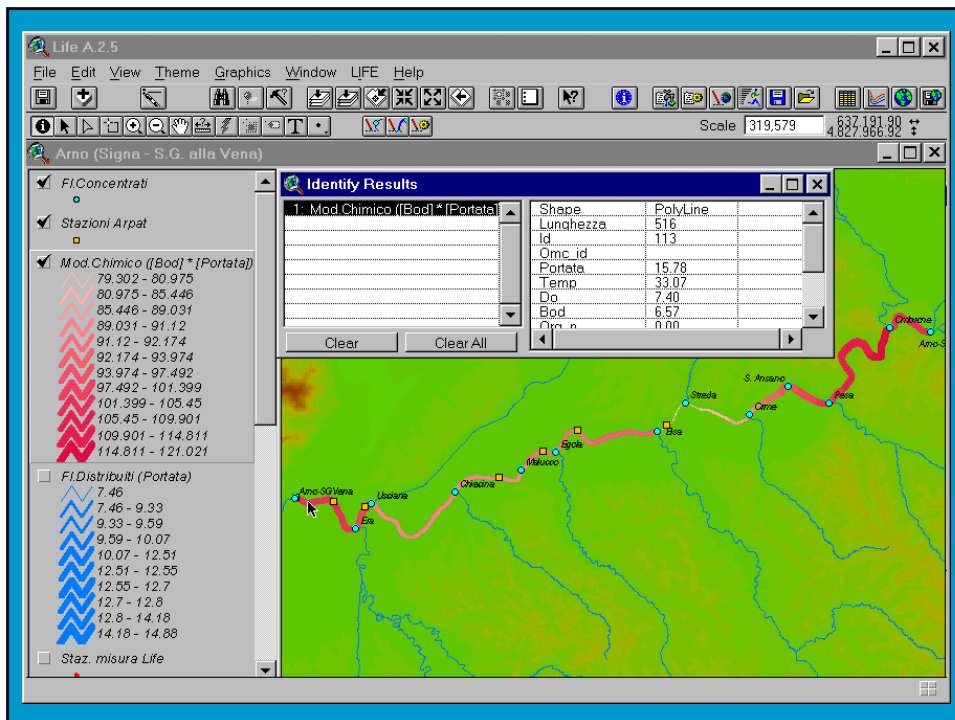 Life A.2.5
File Edit View Theme Graphics Window LIFE Help
Scale 319,579 637,191.90
4,827,966.92
Arno (Signa - S.G. alla Vena)
Fl.Concentrati
Stazioni Arpat
Mod.Chimico ([Bod] * [Portata])
79.302 - 80.975
80.975 - 85.446
85.446 - 89.031
89.031 - 91.12
91.12 - 92.174
92.174 - 93.974
93.974 - 97.492
97.492 - 101.399
101.399 - 105.45
105.45 - 109.901
109.901 - 114.811
114.811 - 121.021
Fl.Distribuiti (Portata)
7.46
7.46 - 9.33
9.33 - 9.59
9.59 - 10.07
10.07 - 12.51
12.51 - 12.55
12.55 - 12.7
12.7 - 12.8
12.8 - 14.18
14.18 - 14.88
Staz. misura Life
Identify Results
1: Mod.Chimico ([Bod] * [Portata]
Shape PolyLine
Lunghezza 516
Id 113
Omc_id
Portata 15.78
Temp 33.07
Do 7.40
Bod 6.57
Org_n 0.00
Clear Clear All
Ombrone
Arno-S
S. Ansano
Pesa
Strada
Orme
Elsa
Egola
Malucco
Checina
Arno-SGVena
Usciana
Era